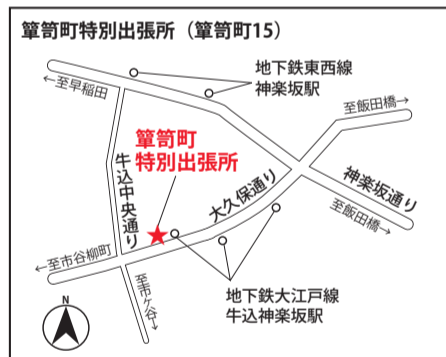 箪笥町特別出張所（箪笥町15）
地下鉄東西線
神楽坂駅
←至早稲田
至飯田橋→
箪笥町
特別出張所
牛込中央通り
大久保通り
神楽坂通り
至飯田橋→
←至市谷柳町
至市ケ谷→
地下鉄大江戸線
牛込神楽坂駅
N